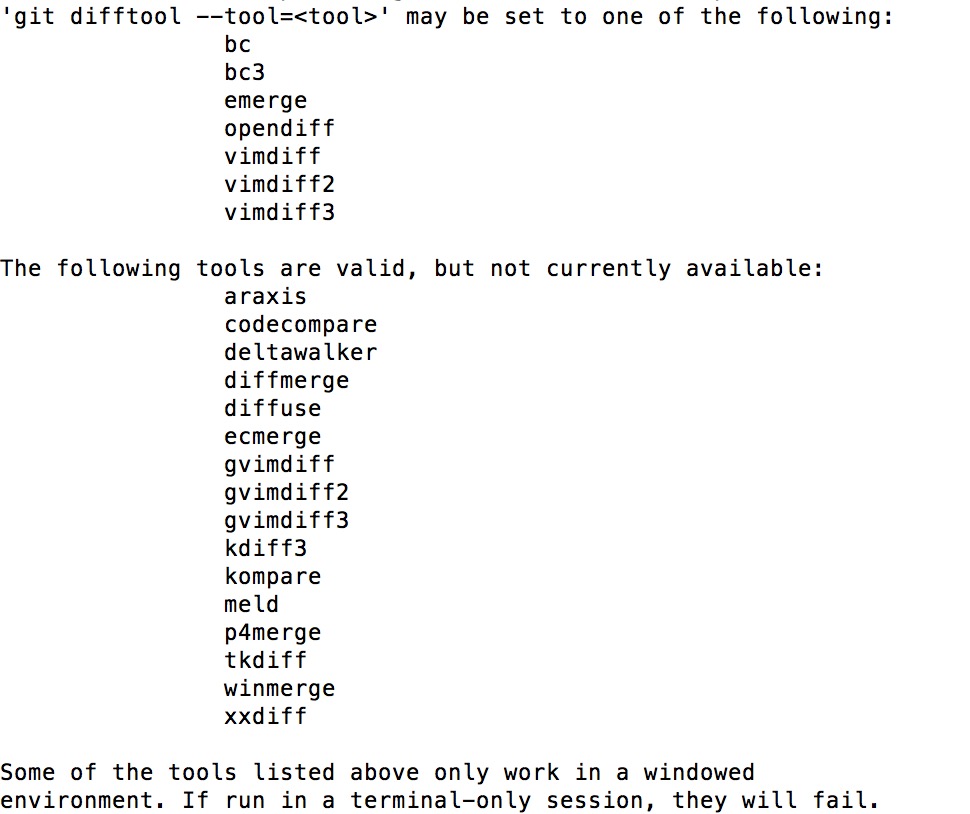 'git difftool --tool=<tool>' may be set to one of the following:
bc
bc3
emerge
opendiff
vimdiff
vimdiff2
vimdiff3
The following tools are valid, but not currently available:
araxis
codecompare
deltawalker
diffmerge
diffuse
ecmerge
gvimdiff
gvimdiff2
gvimdiff3
kdiff3
kompare
meld
p4merge
tkdiff
winmerge
xxdiff
Some of the tools listed above only work in a windowed
environment. If run in a terminal-only session, they will fail.